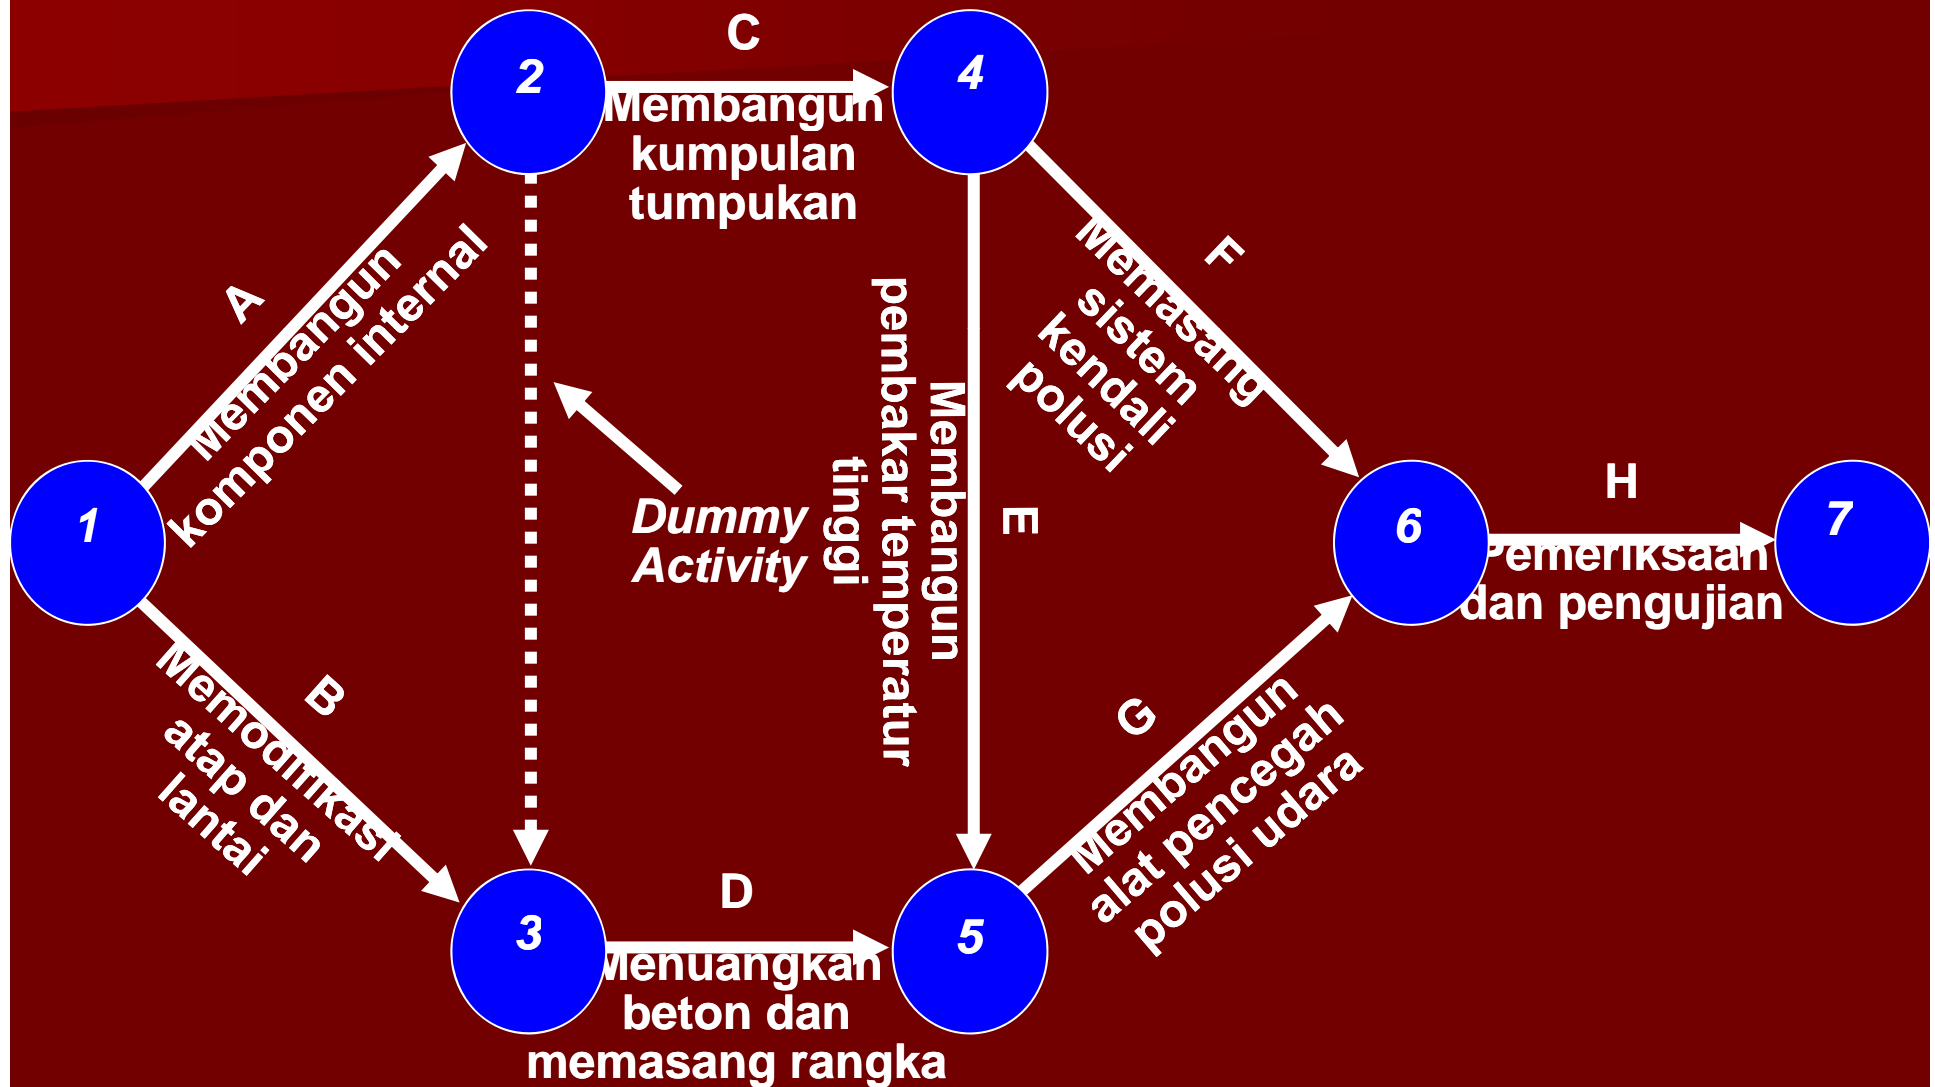 1
A
Membangun
komponen internal
2
C
Membangun
kumpulan
tumpukan
4
F
Memasang
sistem
kendali
polusi
Dummy
Activity
E
Membangun
pembakar temperatur
tinggi
B
Memodifikasi
atap dan
lantai
3
D
Menuangkan
beton dan
memasang rangka
5
G
Membangun
alat pencegah
polusi udara
6
H
Pemeriksaan
dan pengujian
7